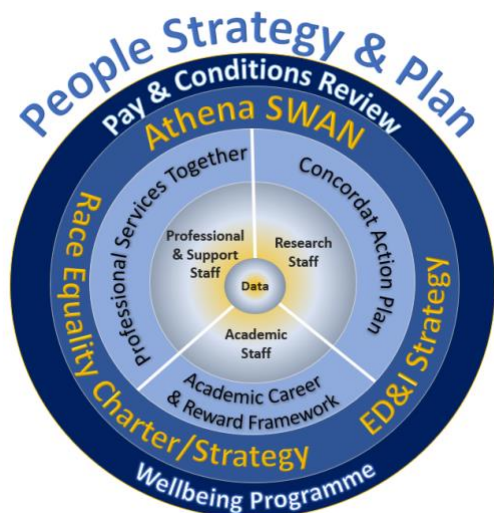 People Strategy & Plan
Pay & Conditions Review
Athena SWAN
Professional Services Together
Concordat Action Plan
Professional
& Support
Staff
Research
Staff
Data
Academic
Staff
Race Equality Charter/Strategy
ED&I Strategy
Academic Career
& Reward Framework
Wellbeing Programme